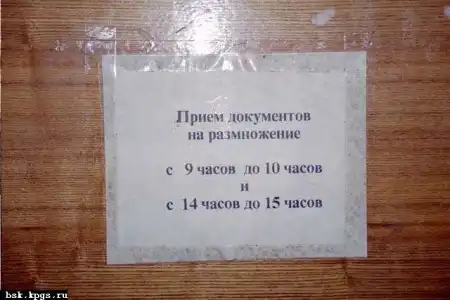 Прием документов
на размножение
с 9 часов до 10 часов
и
с 14 часов до 15 часов
bsk.kpgs.ru